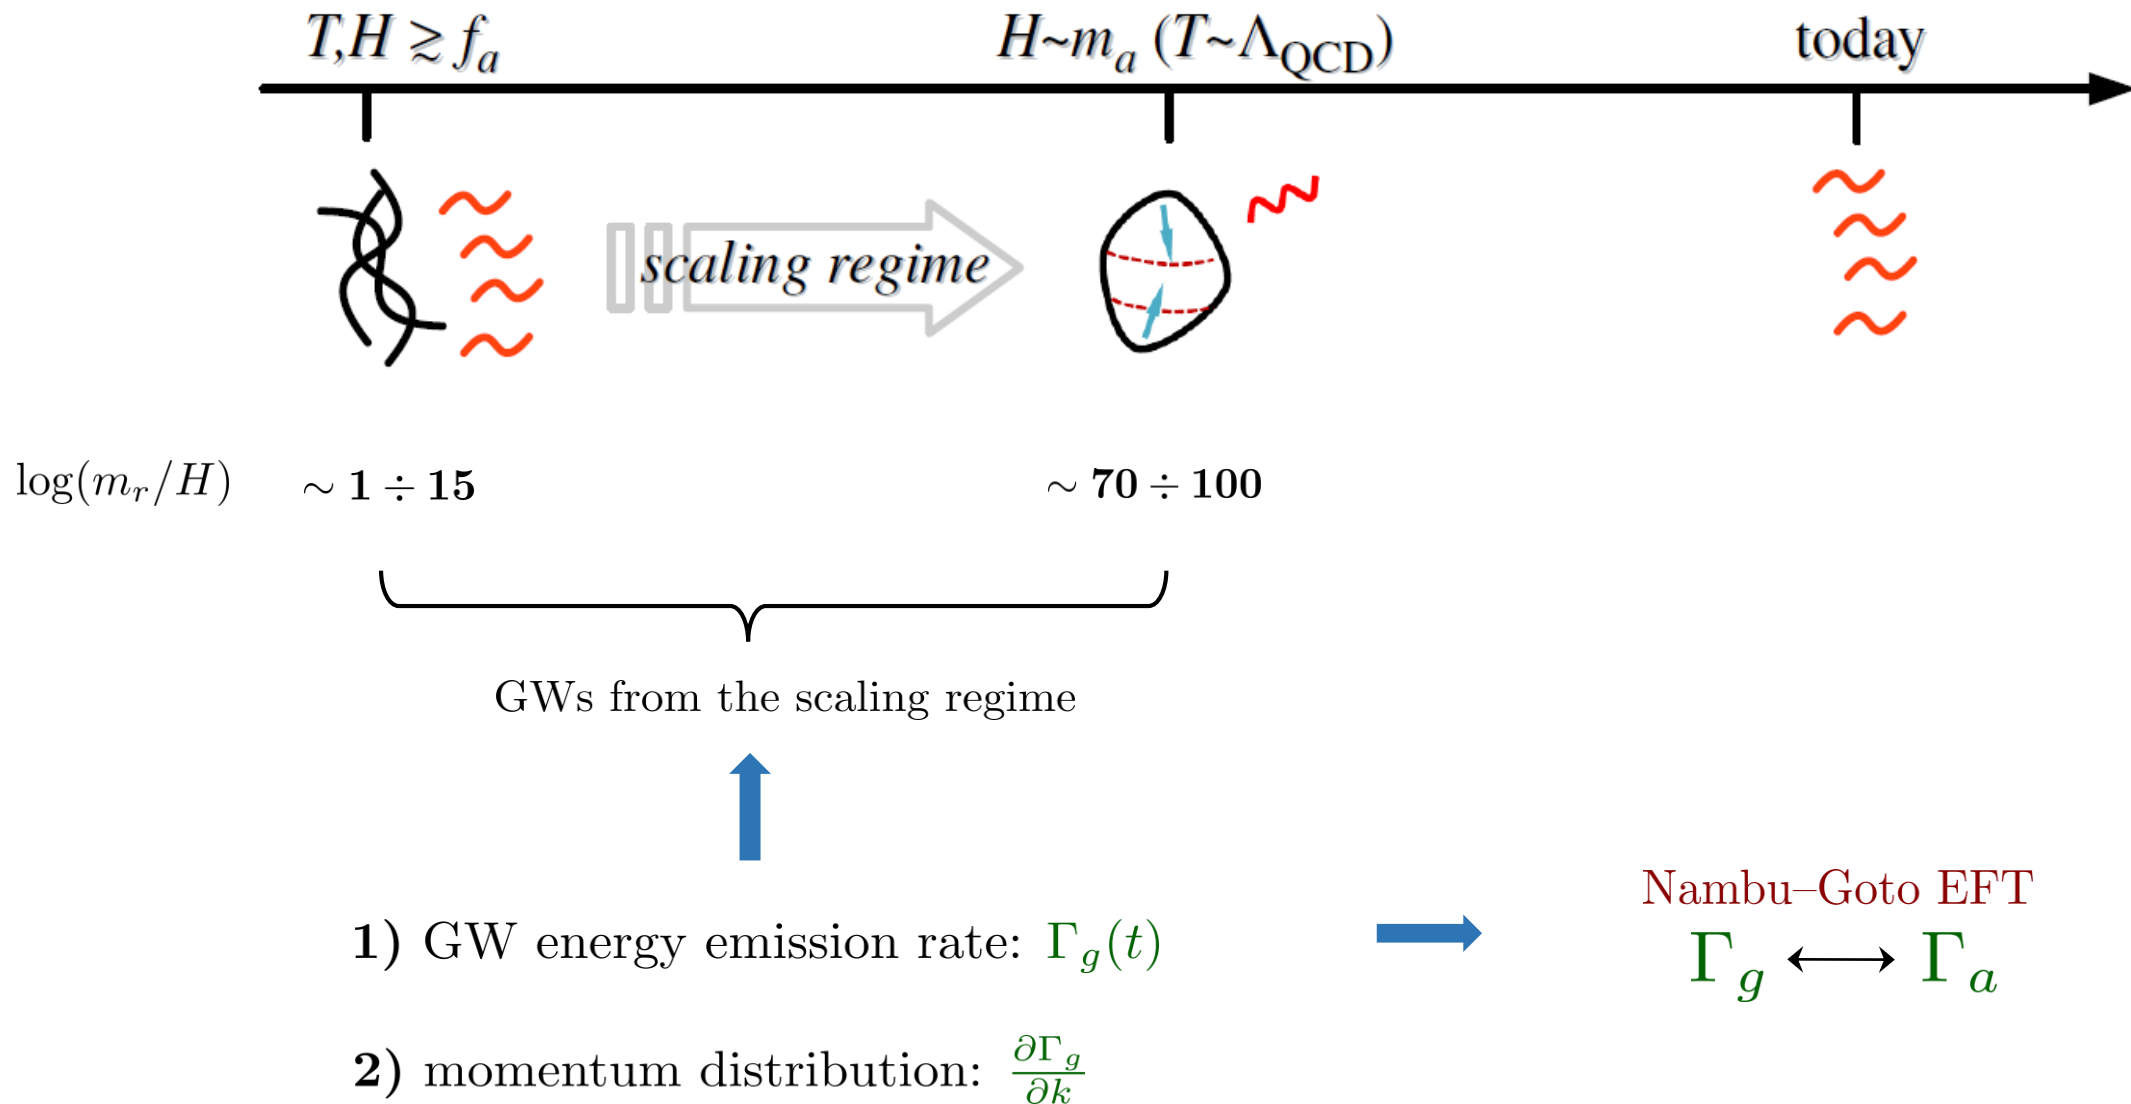 T,H ≳ f_a
H~m_a (T~Λ_QCD)
today
scaling regime
log(m_r/H) ∼ 1 ÷ 15 ∼ 70 ÷ 100
GWs from the scaling regime
Nambu–Goto EFT
1) GW energy emission rate: Γ_g(t)
Γ_g ⟷ Γ_a
2) momentum distribution: ∂Γ_g/∂k